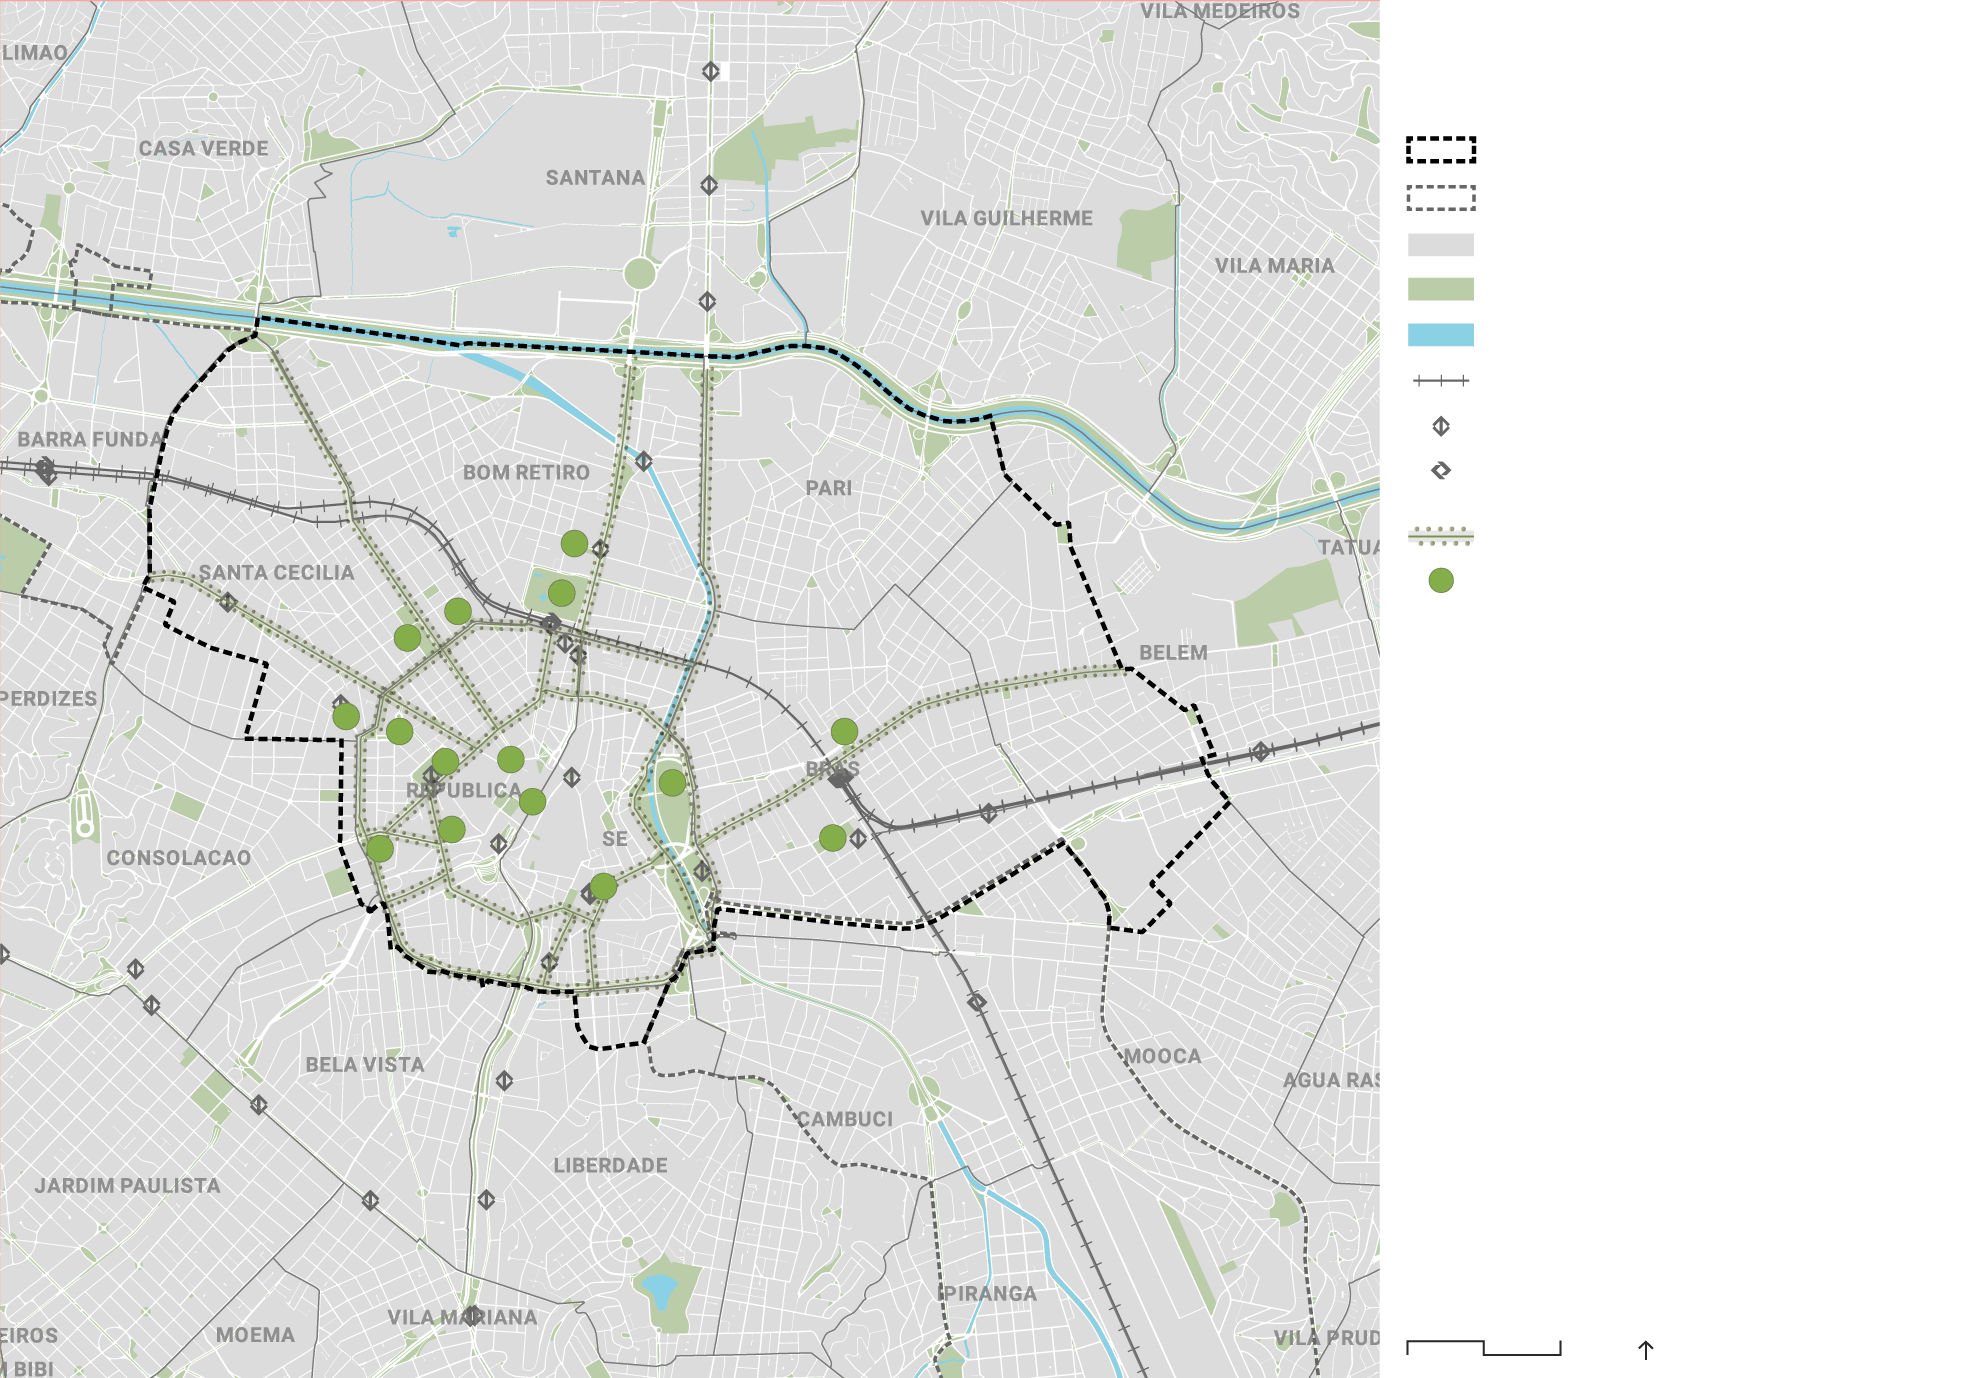 VILA MEDEIROS
LIMAO
CASA VERDE
SANTANA
VILA GUILHERME
VILA MARIA
BARRA FUNDA
BOM RETIRO
PARI
TATUA
SANTA CECILIA
BELEM
PERDIZES
BRAS
REPUBLICA
SE
CONSOLACAO
MOOCA
BELA VISTA
AGUA RAS
CAMBUCI
LIBERDADE
JARDIM PAULISTA
IPIRANGA
VILA MARIANA
MOEMA
EIROS
VILA PRUD
M BIBI